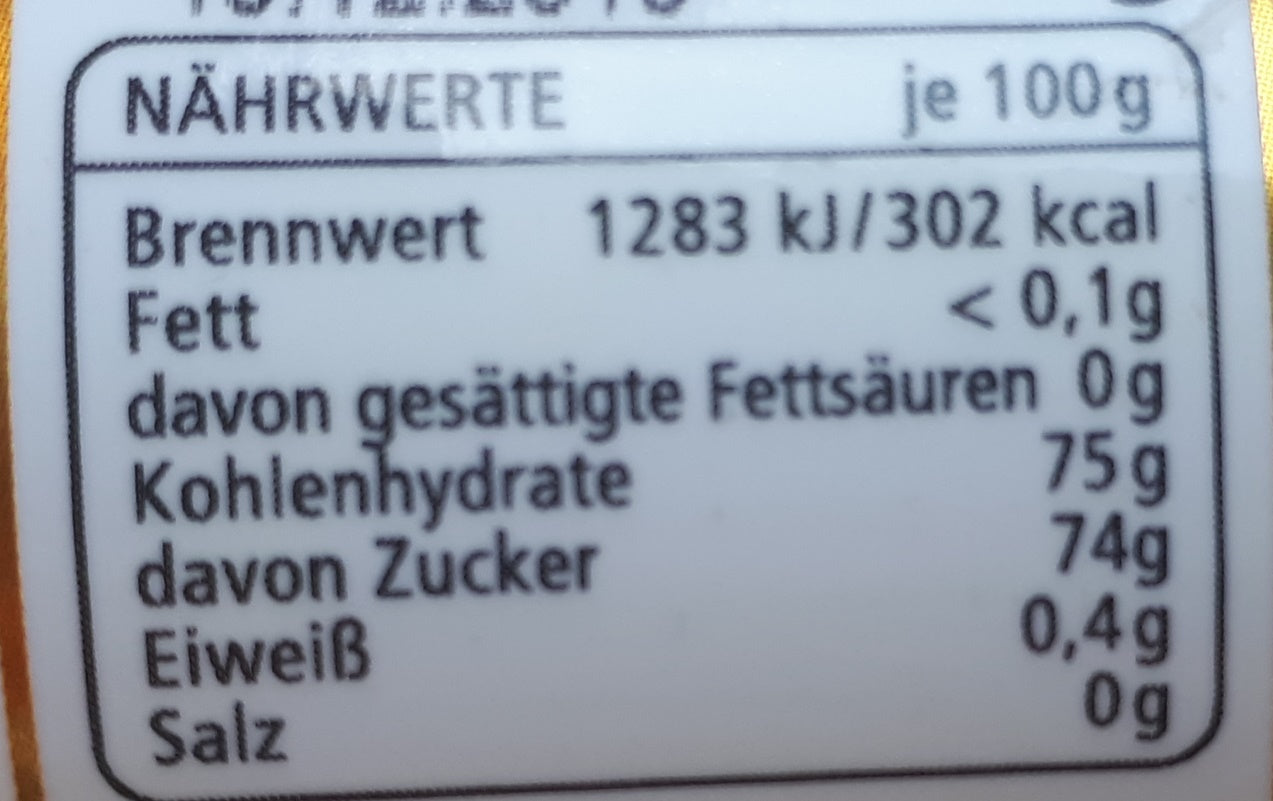 NÄHRWERTE je 100g
Brennwert 1283 kJ/302 kcal
Fett < 0,1g
davon gesättigte Fettsäuren 0g
Kohlenhydrate 75g
davon Zucker 74g
Eiweiß 0,4g
Salz 0g